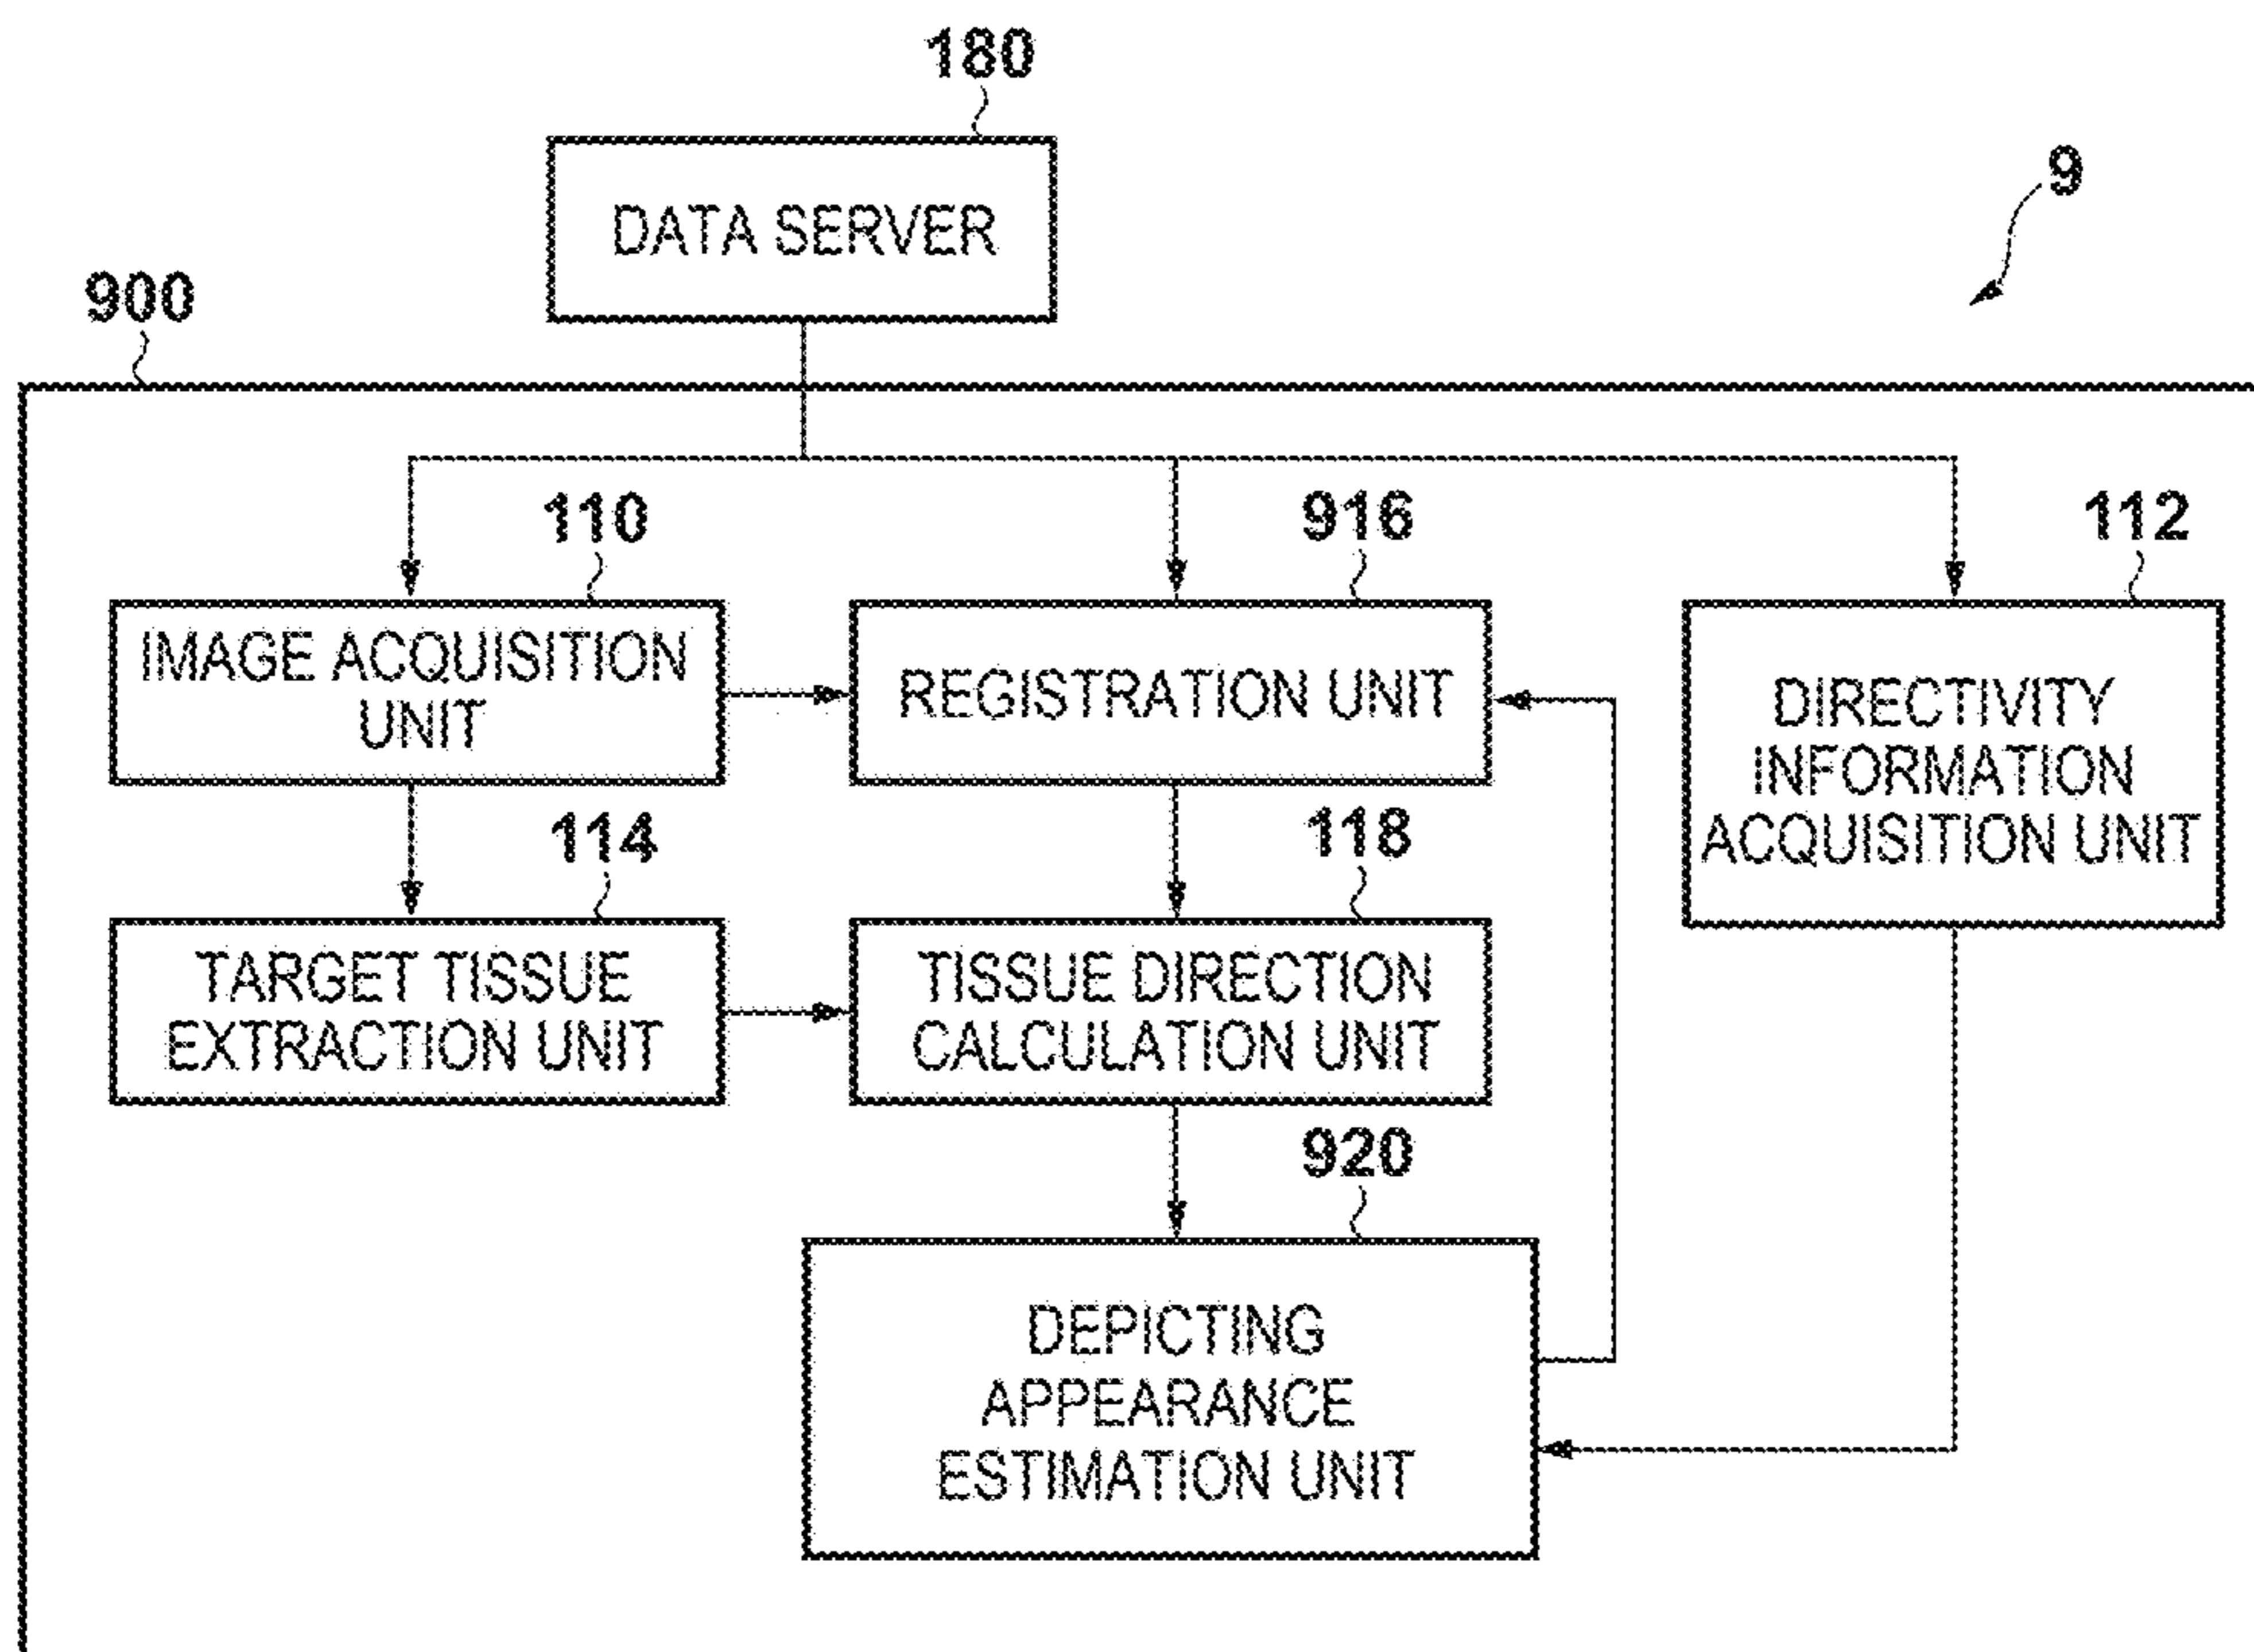 180
DATA SERVER
9
900
110
916
112
IMAGE ACQUISITION
UNIT
REGISTRATION UNIT
DIRECTIVITY
INFORMATION
ACQUISITION UNIT
114
118
TARGET TISSUE
EXTRACTION UNIT
TISSUE DIRECTION
CALCULATION UNIT
920
DEPICTING
APPEARANCE
ESTIMATION UNIT